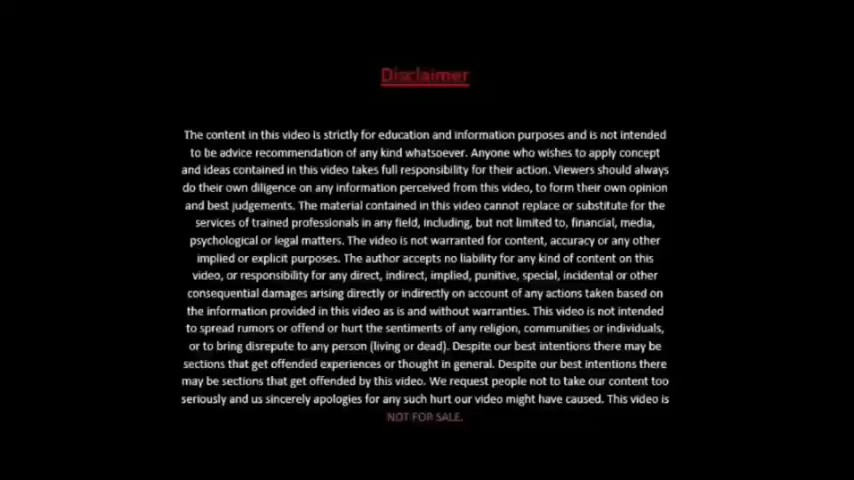 Disclaimer
The content in this video is strictly for education and information purposes and is not intended
to be advice recommendation of any kind whatsoever. Anyone who wishes to apply concept
and ideas contained in this video takes full responsibility for their action. Viewers should always
do their own diligence on any information perceived from this video, to form their own opinion
and best judgements. The material contained in this video cannot replace or substitute for the
services of trained professionals in any field, including, but not limited to, financial, media,
psychological or legal matters. The video is not warranted for content, accuracy or any other
implied or explicit purposes. The author accepts no liability for any kind of content on this
video, or responsibility for any direct, indirect, implied, punitive, special, incidental or other
consequential damages arising directly or indirectly on account of any actions taken based on
the information provided in this video as is and without warranties. This video is not intended
to spread rumors or offend or hurt the sentiments of any religion, communities or individuals,
or to bring disrepute to any person (living or dead). Despite our best intentions there may be
sections that get offended experiences or thought in general. Despite our best intentions there
may be sections that get offended by this video. We request people not to take our content too
seriously and us sincerely apologies for any such hurt our video might have caused. This video is
NOT FOR SALE.